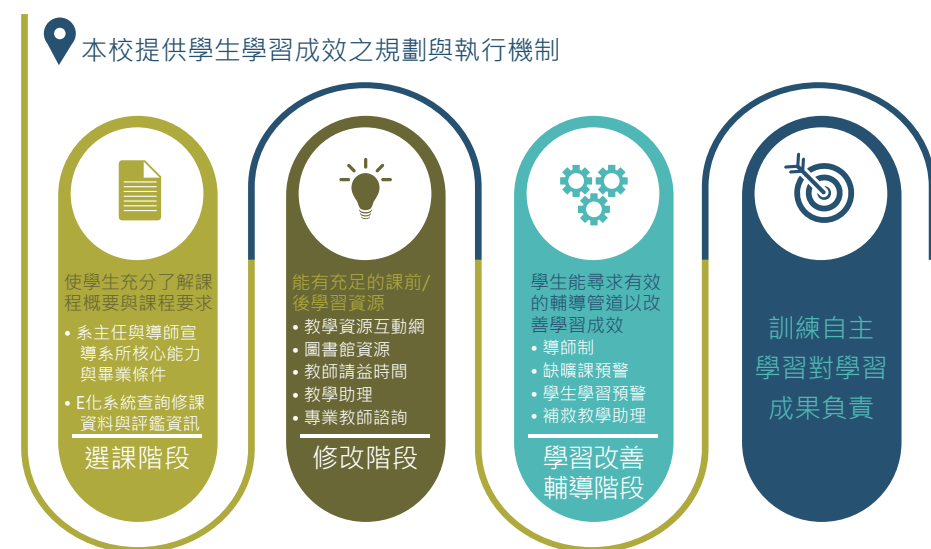 本校提供學生學習成效之規劃與執行機制
使學生充分了解課
程概要與課程要求
• 系主任與導師宣
導系所核心能力
與畢業條件
• E化系統查詢修課
資料與評鑑資訊
選課階段
能有充足的課前/
後學習資源
• 教學資源互動網
• 圖書館資源
• 教師請益時間
• 教學助理
• 專業教師諮詢
修改階段
學生能尋求有效
的輔導管道以改
善學習成效
• 導師制
• 缺曠課預警
• 學生學習預警
• 補救教學助理
學習改善
輔導階段
訓練自主
學習對學習
成果負責